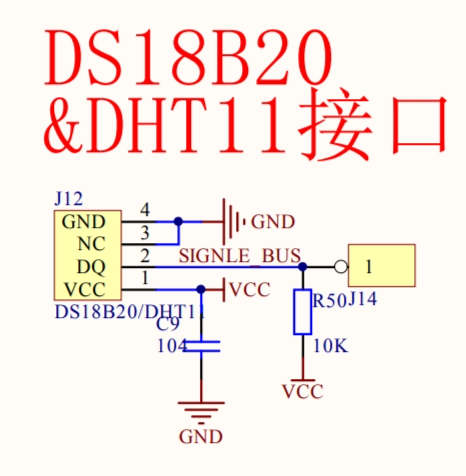 DS18B20
&DHT11接口
J12
GND 4
NC 3
DQ 2
VCC 1
GND
SIGNLE_BUS
1
VCC
DS18B20/DHT11
C9
104
R50
J14
10K
VCC
GND